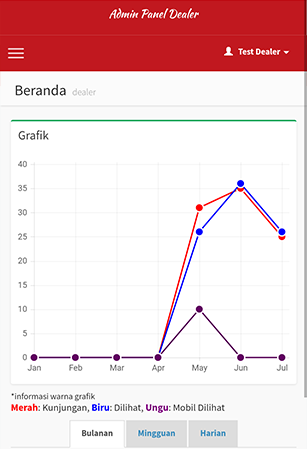 Admin Panel Dealer
Test Dealer
Beranda dealer
Grafik
40
35
30
25
20
15
10
5
0
Jan Feb Mar Apr May Jun Jul
*informasi warna grafik
Merah: Kunjungan, Biru: Dilihat, Ungu: Mobil Dilihat
Bulanan Mingguan Harian